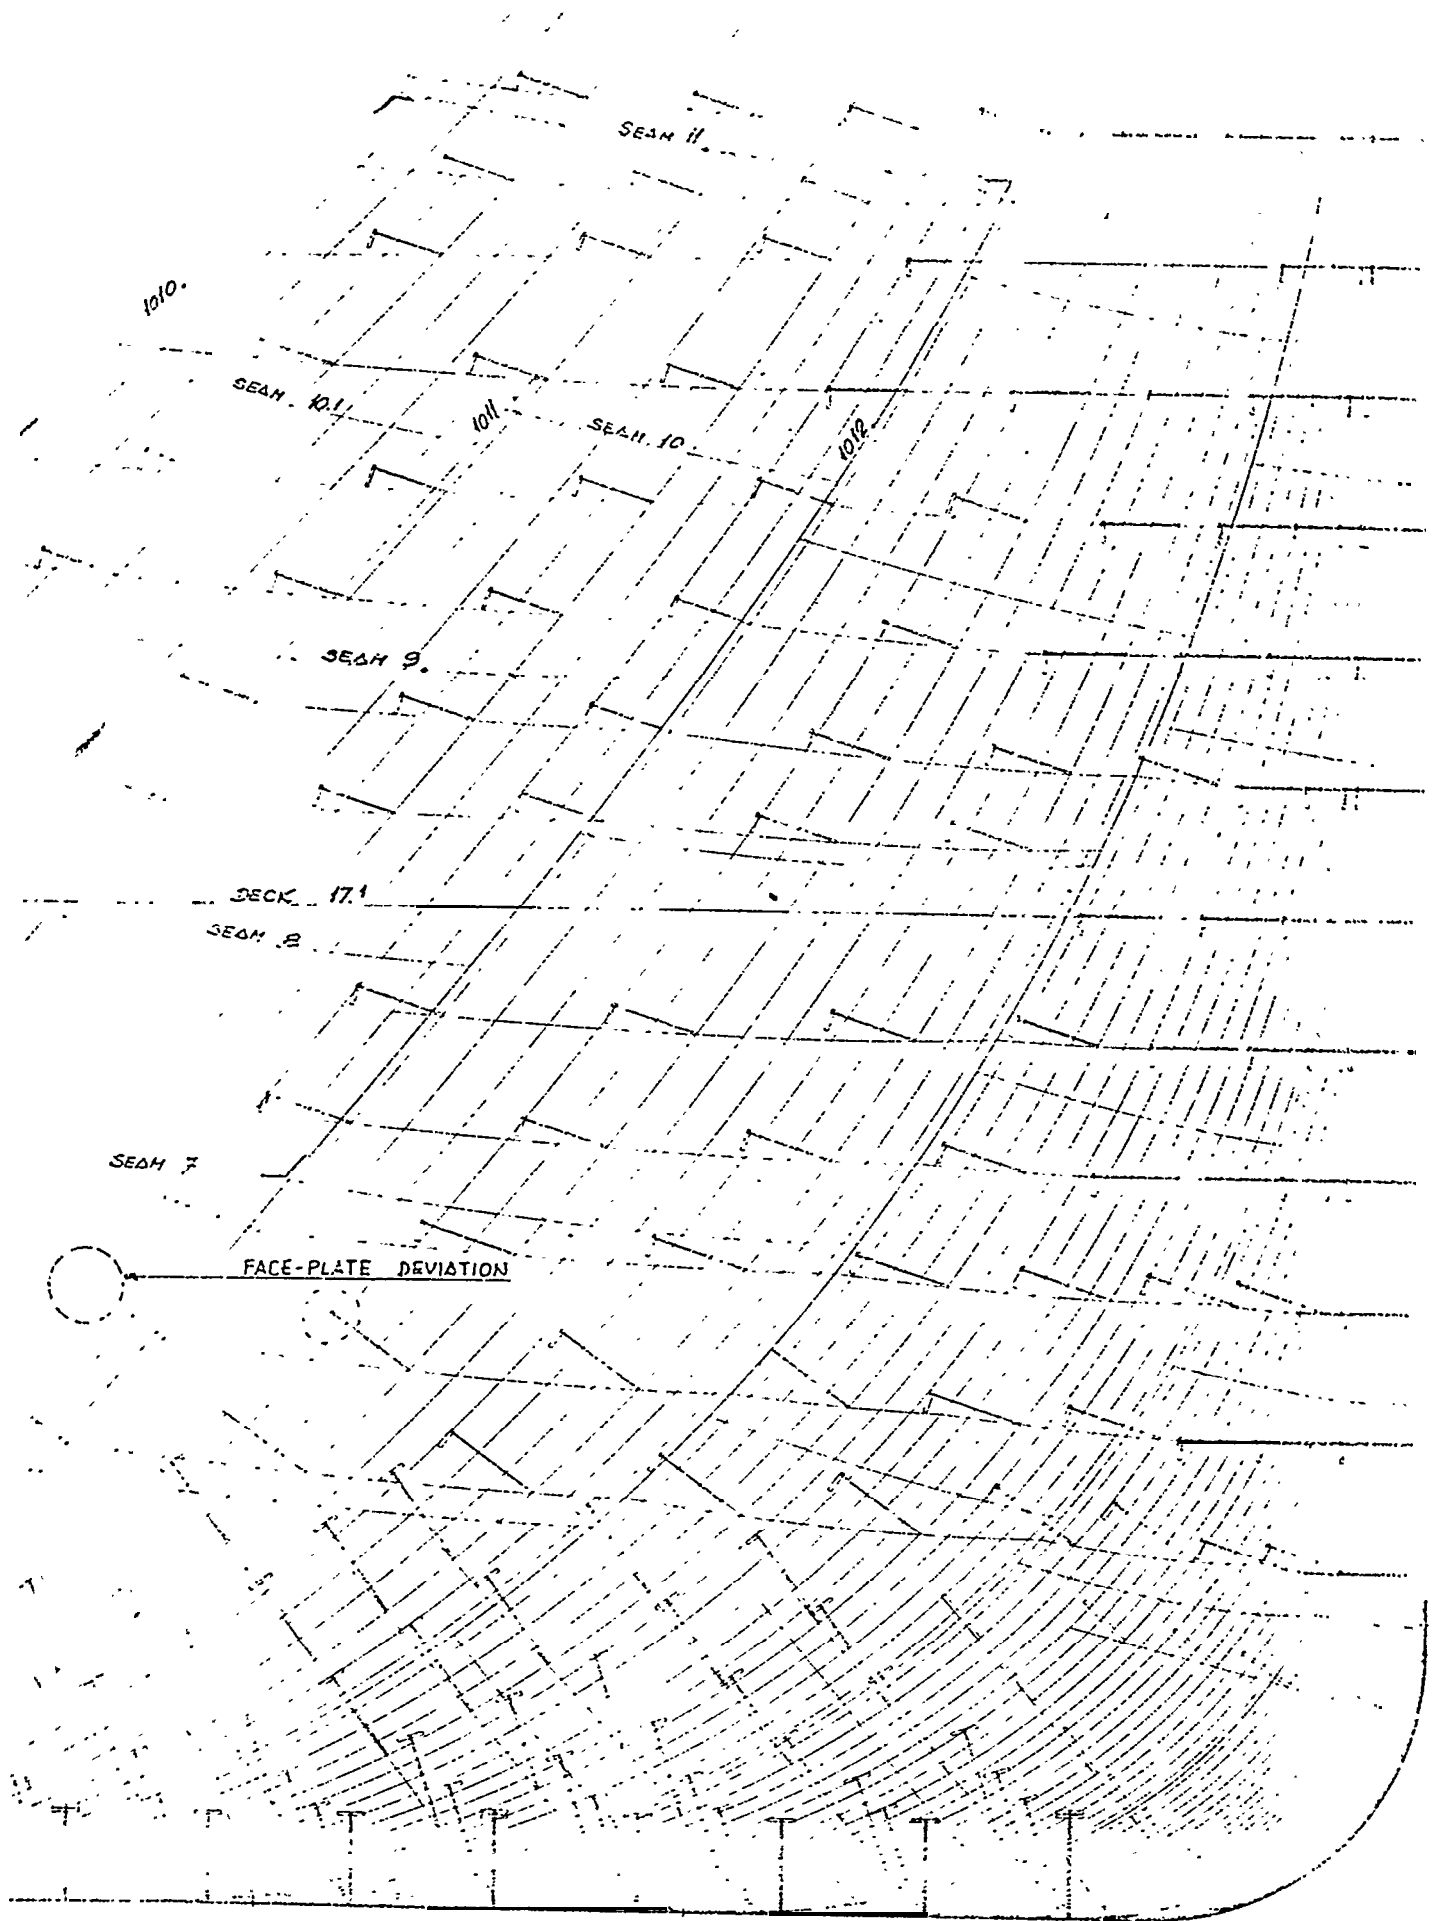 SEAM 11.
1010.
SEAM 10.1
1011
SEAM 10
1012
SEAM 9.
DECK 17.1
SEAM 8
SEAM 7
FACE-PLATE DEVIATION